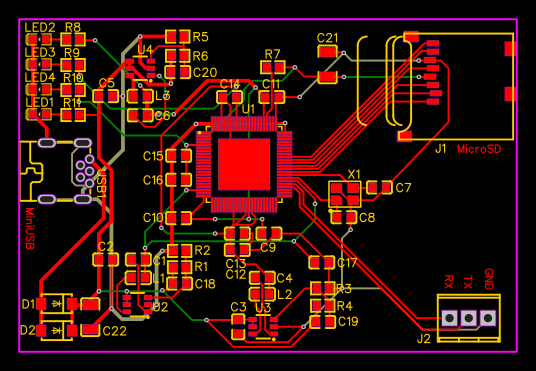 LED2 R8
R5
C21
LED3 R9
U4
R6
R7
LED4 R10
C20
C5
L6
C14
C11
LED1 R11
C6
U1
J1 MicroSD
C15
C16
X1
C7
USB1
MiniUSB
C10
C8
C9
R2
C13
C2
C1
R1
C12
C17
L1
C18
C4
RX
TX
GND
L2
R3
D1
U2
C3
U3
R4
D2
C22
C19
J2